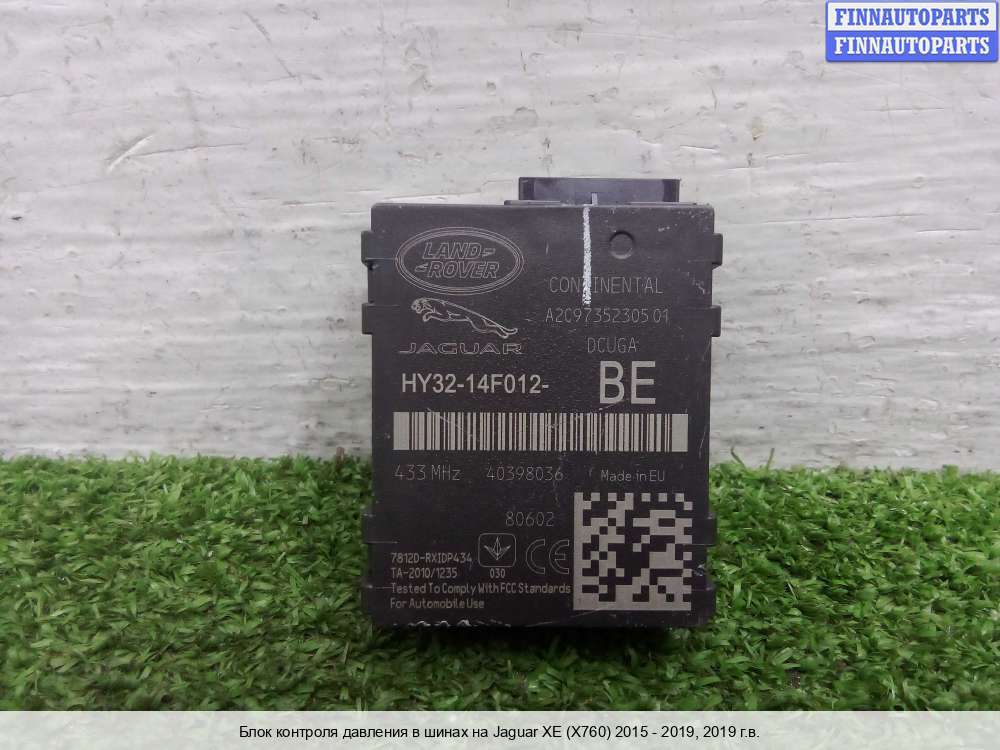 FINNAUTOPARTS
FINNAUTOPARTS
LAND-
ROVER
CONTINENTAL
A2C97352305 01
JAGUAR
DCUGA
HY32-14F012- BE
433 MHz 40398036 Made in EU
80602
7812D-RXIDP434
TA-2010/1235
030
CE
Tested To Comply With FCC Standards
For Automobile Use
Блок контроля давления в шинах на Jaguar XE (X760) 2015 - 2019, 2019 г.в.